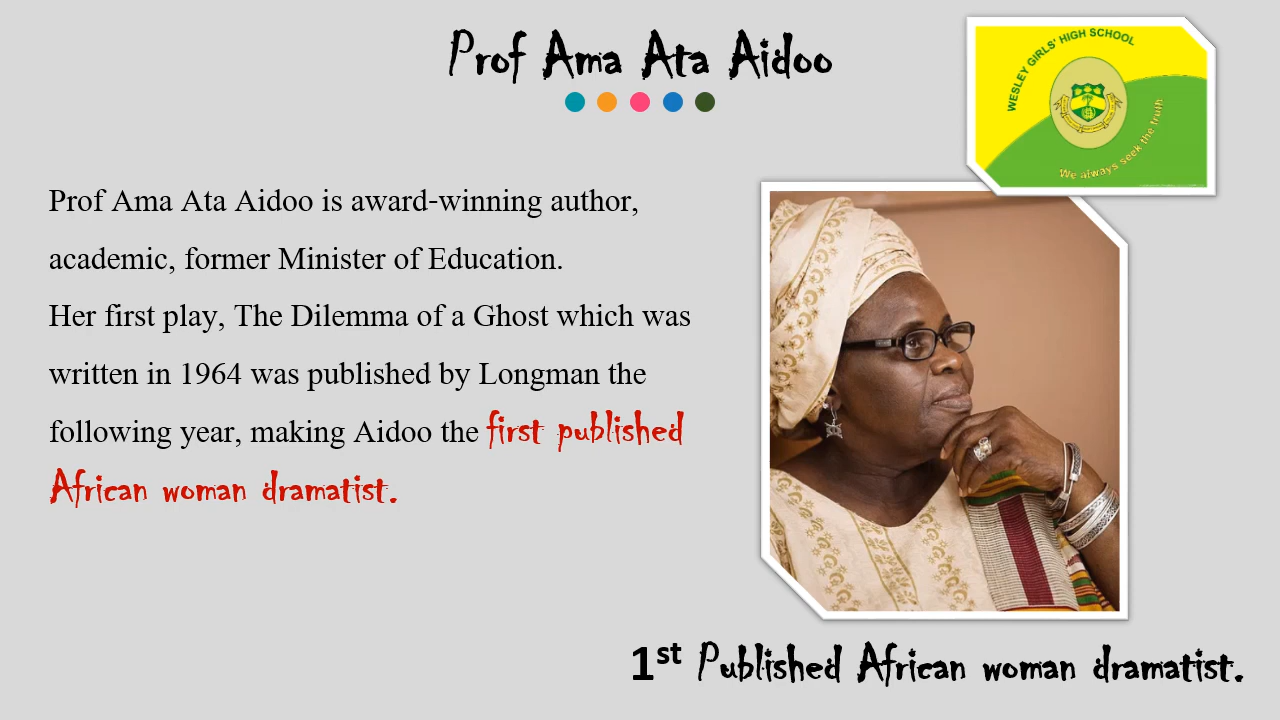 Prof Ama Ata Aidoo
WESLEY GIRLS' HIGH SCHOOL
We always seek the truth
Prof Ama Ata Aidoo is award-winning author,
academic, former Minister of Education.
Her first play, The Dilemma of a Ghost which was
written in 1964 was published by Longman the
following year, making Aidoo the first published
African woman dramatist.
1st Published African woman dramatist.